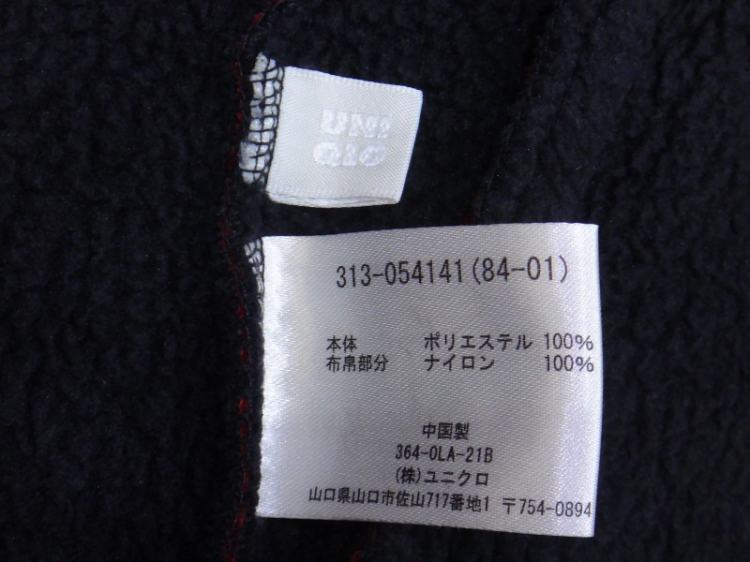 UNI
QLO
313-054141(84-01)
本体 ポリエステル 100%
布帛部分 ナイロン 100%
中国製
364-OLA-21B
(株)ユニクロ
山口県山口市佐山717番地1 〒754-0894